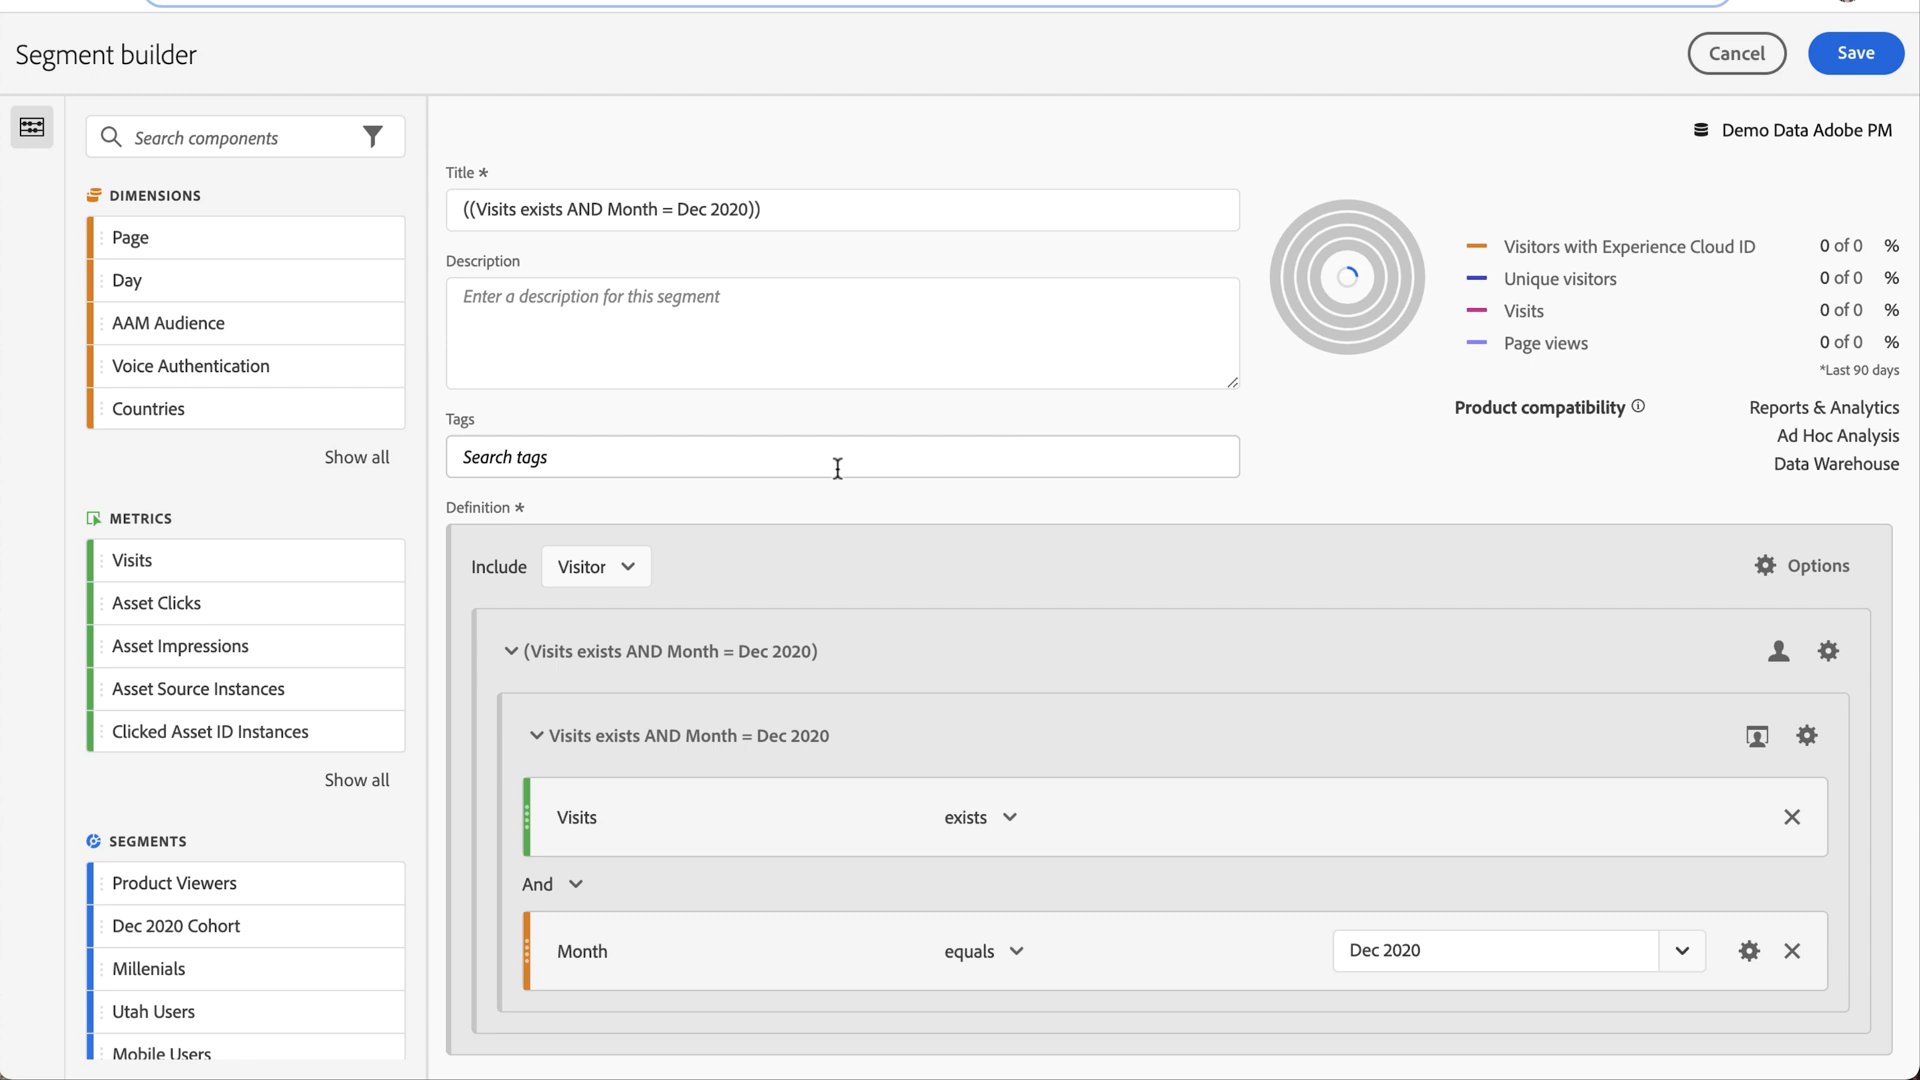 Segment builder
Cancel
Save
Search components
DIMENSIONS
Page
Day
AAM Audience
Voice Authentication
Countries
Show all
METRICS
Visits
Asset Clicks
Asset Impressions
Asset Source Instances
Clicked Asset ID Instances
Show all
SEGMENTS
Product Viewers
Dec 2020 Cohort
Millenials
Utah Users
Mobile Users
Demo Data Adobe PM
Title *
((Visits exists AND Month = Dec 2020))
Description
Enter a description for this segment
Tags
Search tags
Visitors with Experience Cloud ID 0 of 0 %
Unique visitors 0 of 0 %
Visits 0 of 0 %
Page views 0 of 0 %
*Last 90 days
Product compatibility Reports & Analytics
Ad Hoc Analysis
Data Warehouse
Definition *
Include Visitor Options
(Visits exists AND Month = Dec 2020)
Visits exists AND Month = Dec 2020
Visits exists
And
Month equals Dec 2020